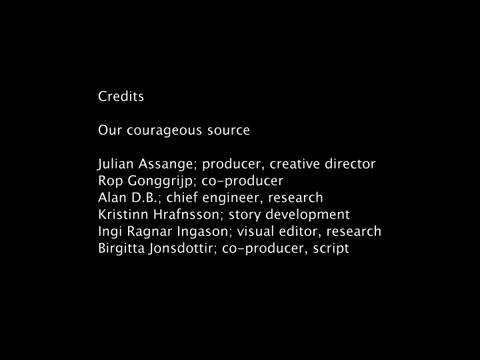 Credits
Our courageous source
Julian Assange; producer, creative director
Rop Gonggrijp; co-producer
Alan D.B.; chief engineer, research
Kristinn Hrafnsson; story development
Ingi Ragnar Ingason; visual editor, research
Birgitta Jonsdottir; co-producer, script